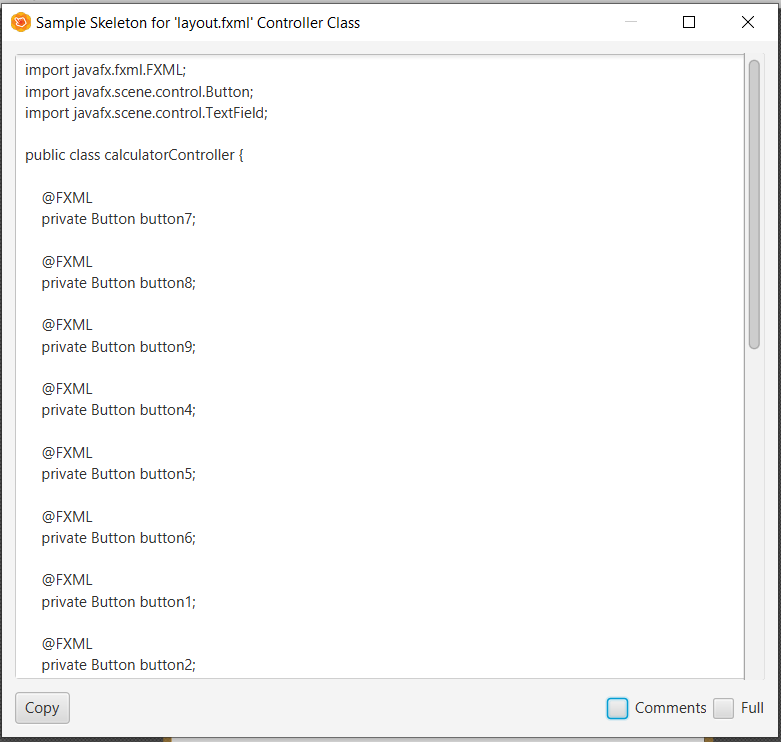 Sample Skeleton for 'layout.fxml' Controller Class
import javafx.fxml.FXML;
import javafx.scene.control.Button;
import javafx.scene.control.TextField;
public class calculatorController {
@FXML
private Button button7;
@FXML
private Button button8;
@FXML
private Button button9;
@FXML
private Button button4;
@FXML
private Button button5;
@FXML
private Button button6;
@FXML
private Button button1;
@FXML
private Button button2;
Copy
Comments
Full